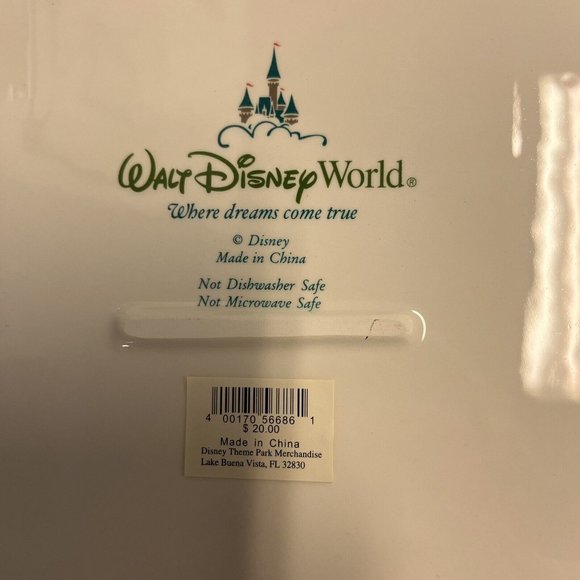 WALT DISNEY World®
Where dreams come true
© Disney
Made in China
Not Dishwasher Safe
Not Microwave Safe
4 00170 56686 1
$ 20.00
Made in China
Disney Theme Park Merchandise
Lake Buena Vista, FL 32830